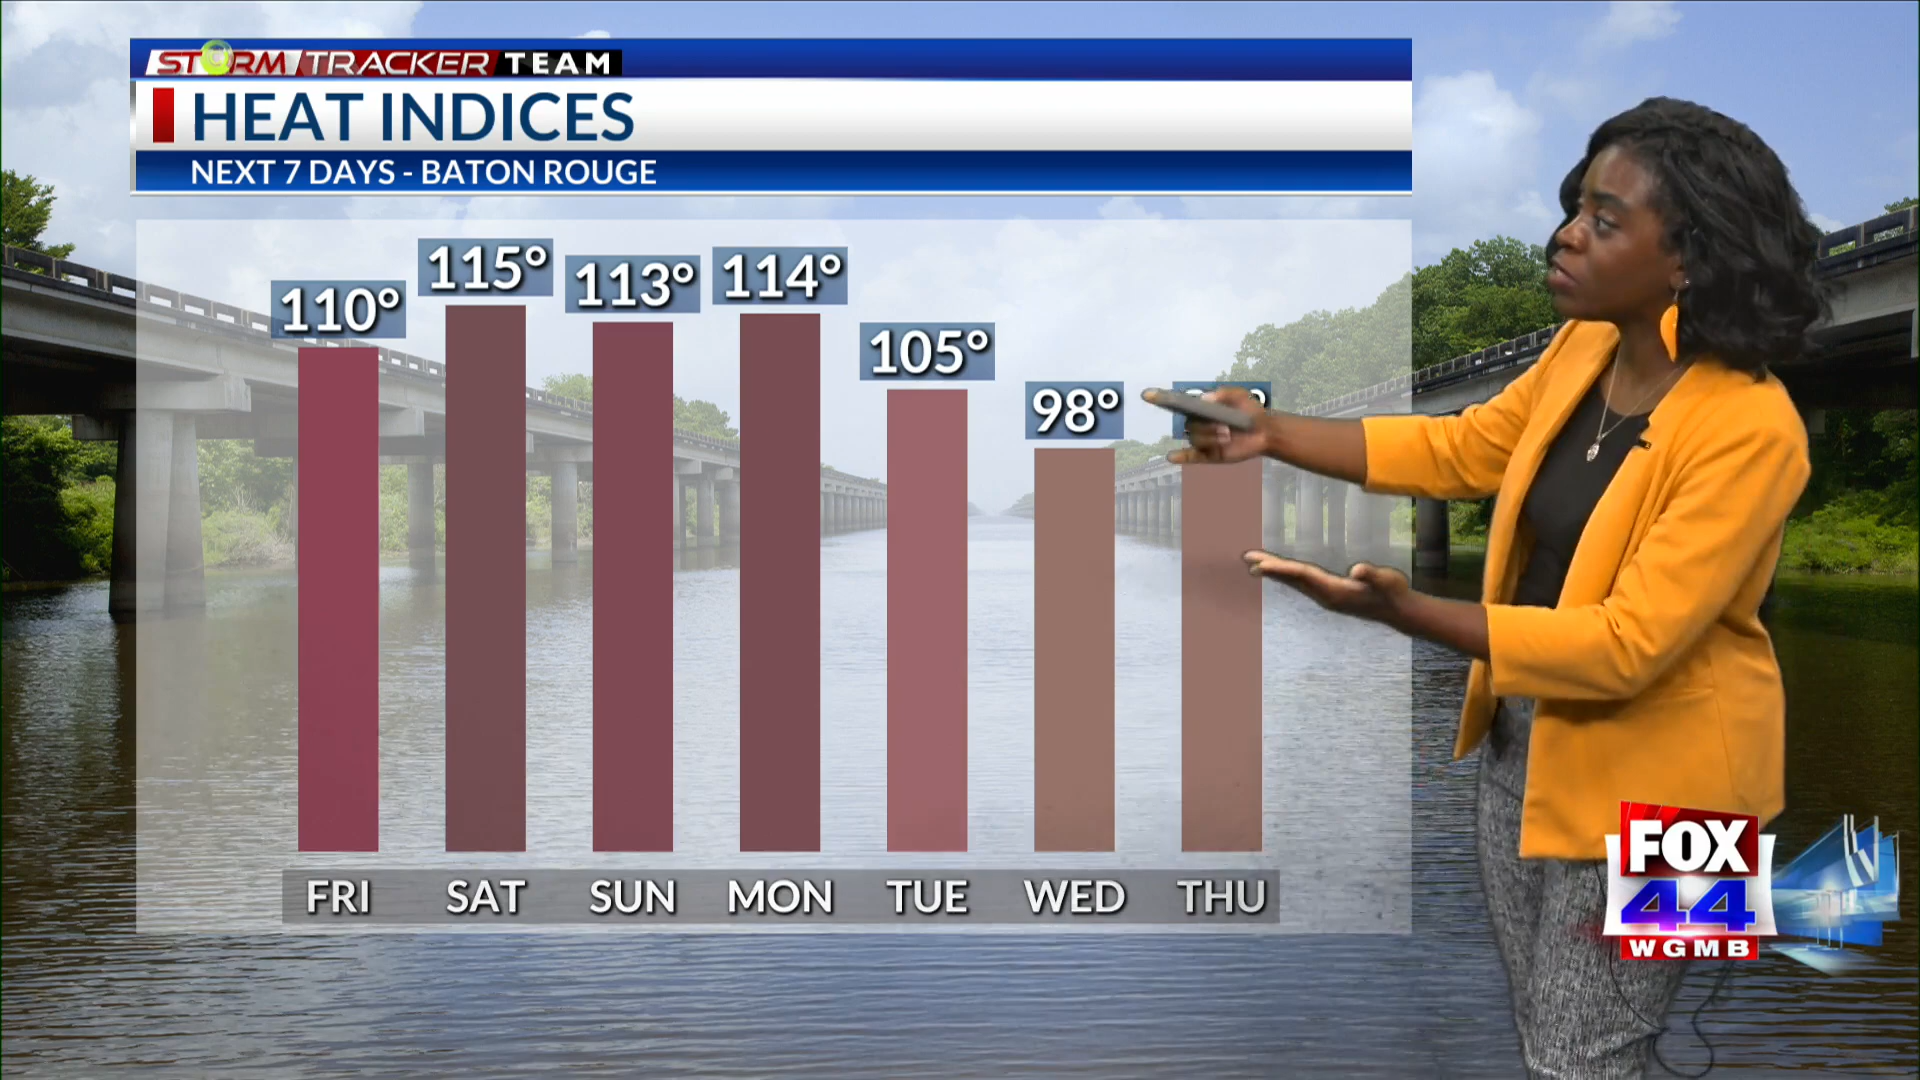 STORM TRACKER TEAM
HEAT INDICES
NEXT 7 DAYS - BATON ROUGE
110° 115° 113° 114° 105° 98°
FRI SAT SUN MON TUE WED THU
FOX
44
WGMB